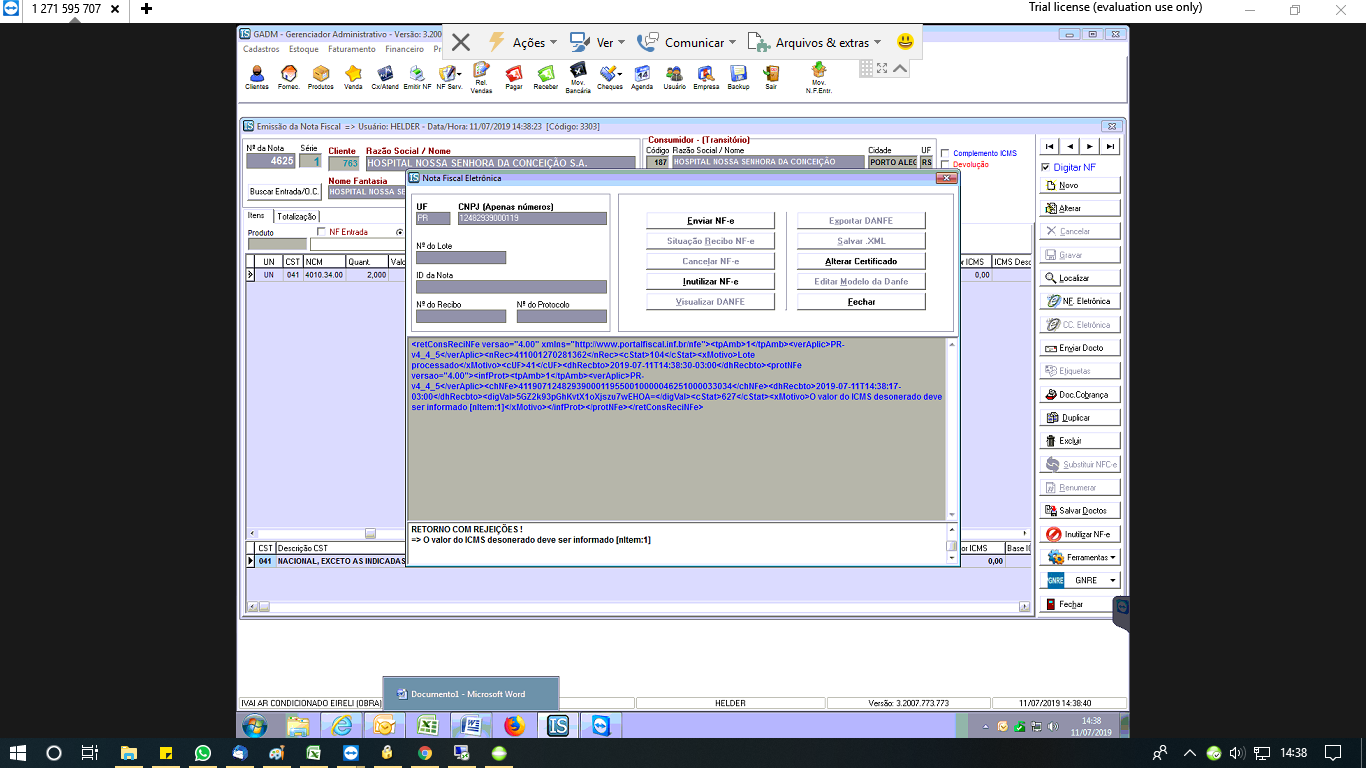 1 271 595 707
Trial license (evaluation use only)
GADM - Gerenciador Administrativo - Versão: 3.200
Ações
Ver
Comunicar
Arquivos & extras
Cadastros Estoque Faturamento Financeiro
Clientes Fornec. Produtos Venda Cx/Atend Emitir NF NF Serv. Rel. Vendas Pagar Receber Mov. Bancária Cheques Agenda Usuário Empresa Backup Sair Mov. N.F.Entr.
Emissão da Nota Fiscal => Usuário: HELDER - Data/Hora: 11/07/2019 14:38:23 [Código: 3303]
Nº da Nota Série Cliente Razão Social / Nome
4625 1 763 HOSPITAL NOSSA SENHORA DA CONCEIÇÃO S.A.
Consumidor - (Transitório)
Código Razão Social / Nome Cidade UF
187 HOSPITAL NOSSA SENHORA DA CONCEIÇÃO PORTO ALEG RS
Complemento ICMS
Devolução
Nome Fantasia
Buscar Entrada/O.C. HOSPITAL NOSSA SE
Itens Totalização
Produto NF Entrada
UN CST NCM Quant. Valo
UN 041 4010.34.00 2,000
or ICMS ICMS Deso
0,00
Nota Fiscal Eletrônica
UF CNPJ (Apenas números)
PR 12482939000119
Nº do Lote
ID da Nota
Nº do Recibo Nº do Protocolo
Enviar NF-e Exportar DANFE
Situação Recibo NF-e Salvar .XML
Cancelar NF-e Alterar Certificado
Inutilizar NF-e Editar Modelo da Danfe
Visualizar DANFE Fechar
<retConsReciNFe versao="4.00" xmlns="http://www.portalfiscal.inf.br/nfe"><tpAmb>1</tpAmb><verAplic>PR-
v4_4_5</verAplic><nRec>411001270281362</nRec><cStat>104</cStat><xMotivo>Lote
processado</xMotivo><cUF>41</cUF><dhRecbto>2019-07-11T14:38:30-03:00</dhRecbto><protNFe
versao="4.00"><infProt><tpAmb>1</tpAmb><verAplic>PR-
v4_4_5</verAplic><chNFe>41190712482939000119550010000046251000033034</chNFe><dhRecbto>2019-07-11T14:38:17-
03:00</dhRecbto><digVal>5GZ2k93pGhKvtX1oXjszu7wEHOA=</digVal><cStat>627</cStat><xMotivo>O valor do ICMS desonerado deve
ser informado [nItem:1]</xMotivo></infProt></protNFe></retConsReciNFe>
RETORNO COM REJEIÇÕES !
=> O valor do ICMS desonerado deve ser informado [nItem:1]
Digitar NF
Novo
Alterar
Cancelar
Gravar
Localizar
NF. Eletrônica
CC. Eletrônica
Enviar Docto
Etiquetas
Doc.Cobrança
Duplicar
Excluir
Substituir NFC-e
Renumerar
Salvar Doctos
Inutilizar NF-e
Ferramentas
GNRE GNRE
Fechar
CST Descrição CST
041 NACIONAL, EXCETO AS INDICADAS
or ICMS Base IC
0,00
Documento1 - Microsoft Word
IVAI AR CONDICIONADO EIRELI (OBRA) HELDER Versão: 3.2007.773.773 11/07/2019 14:38:40
14:38
11/07/2019
14:38